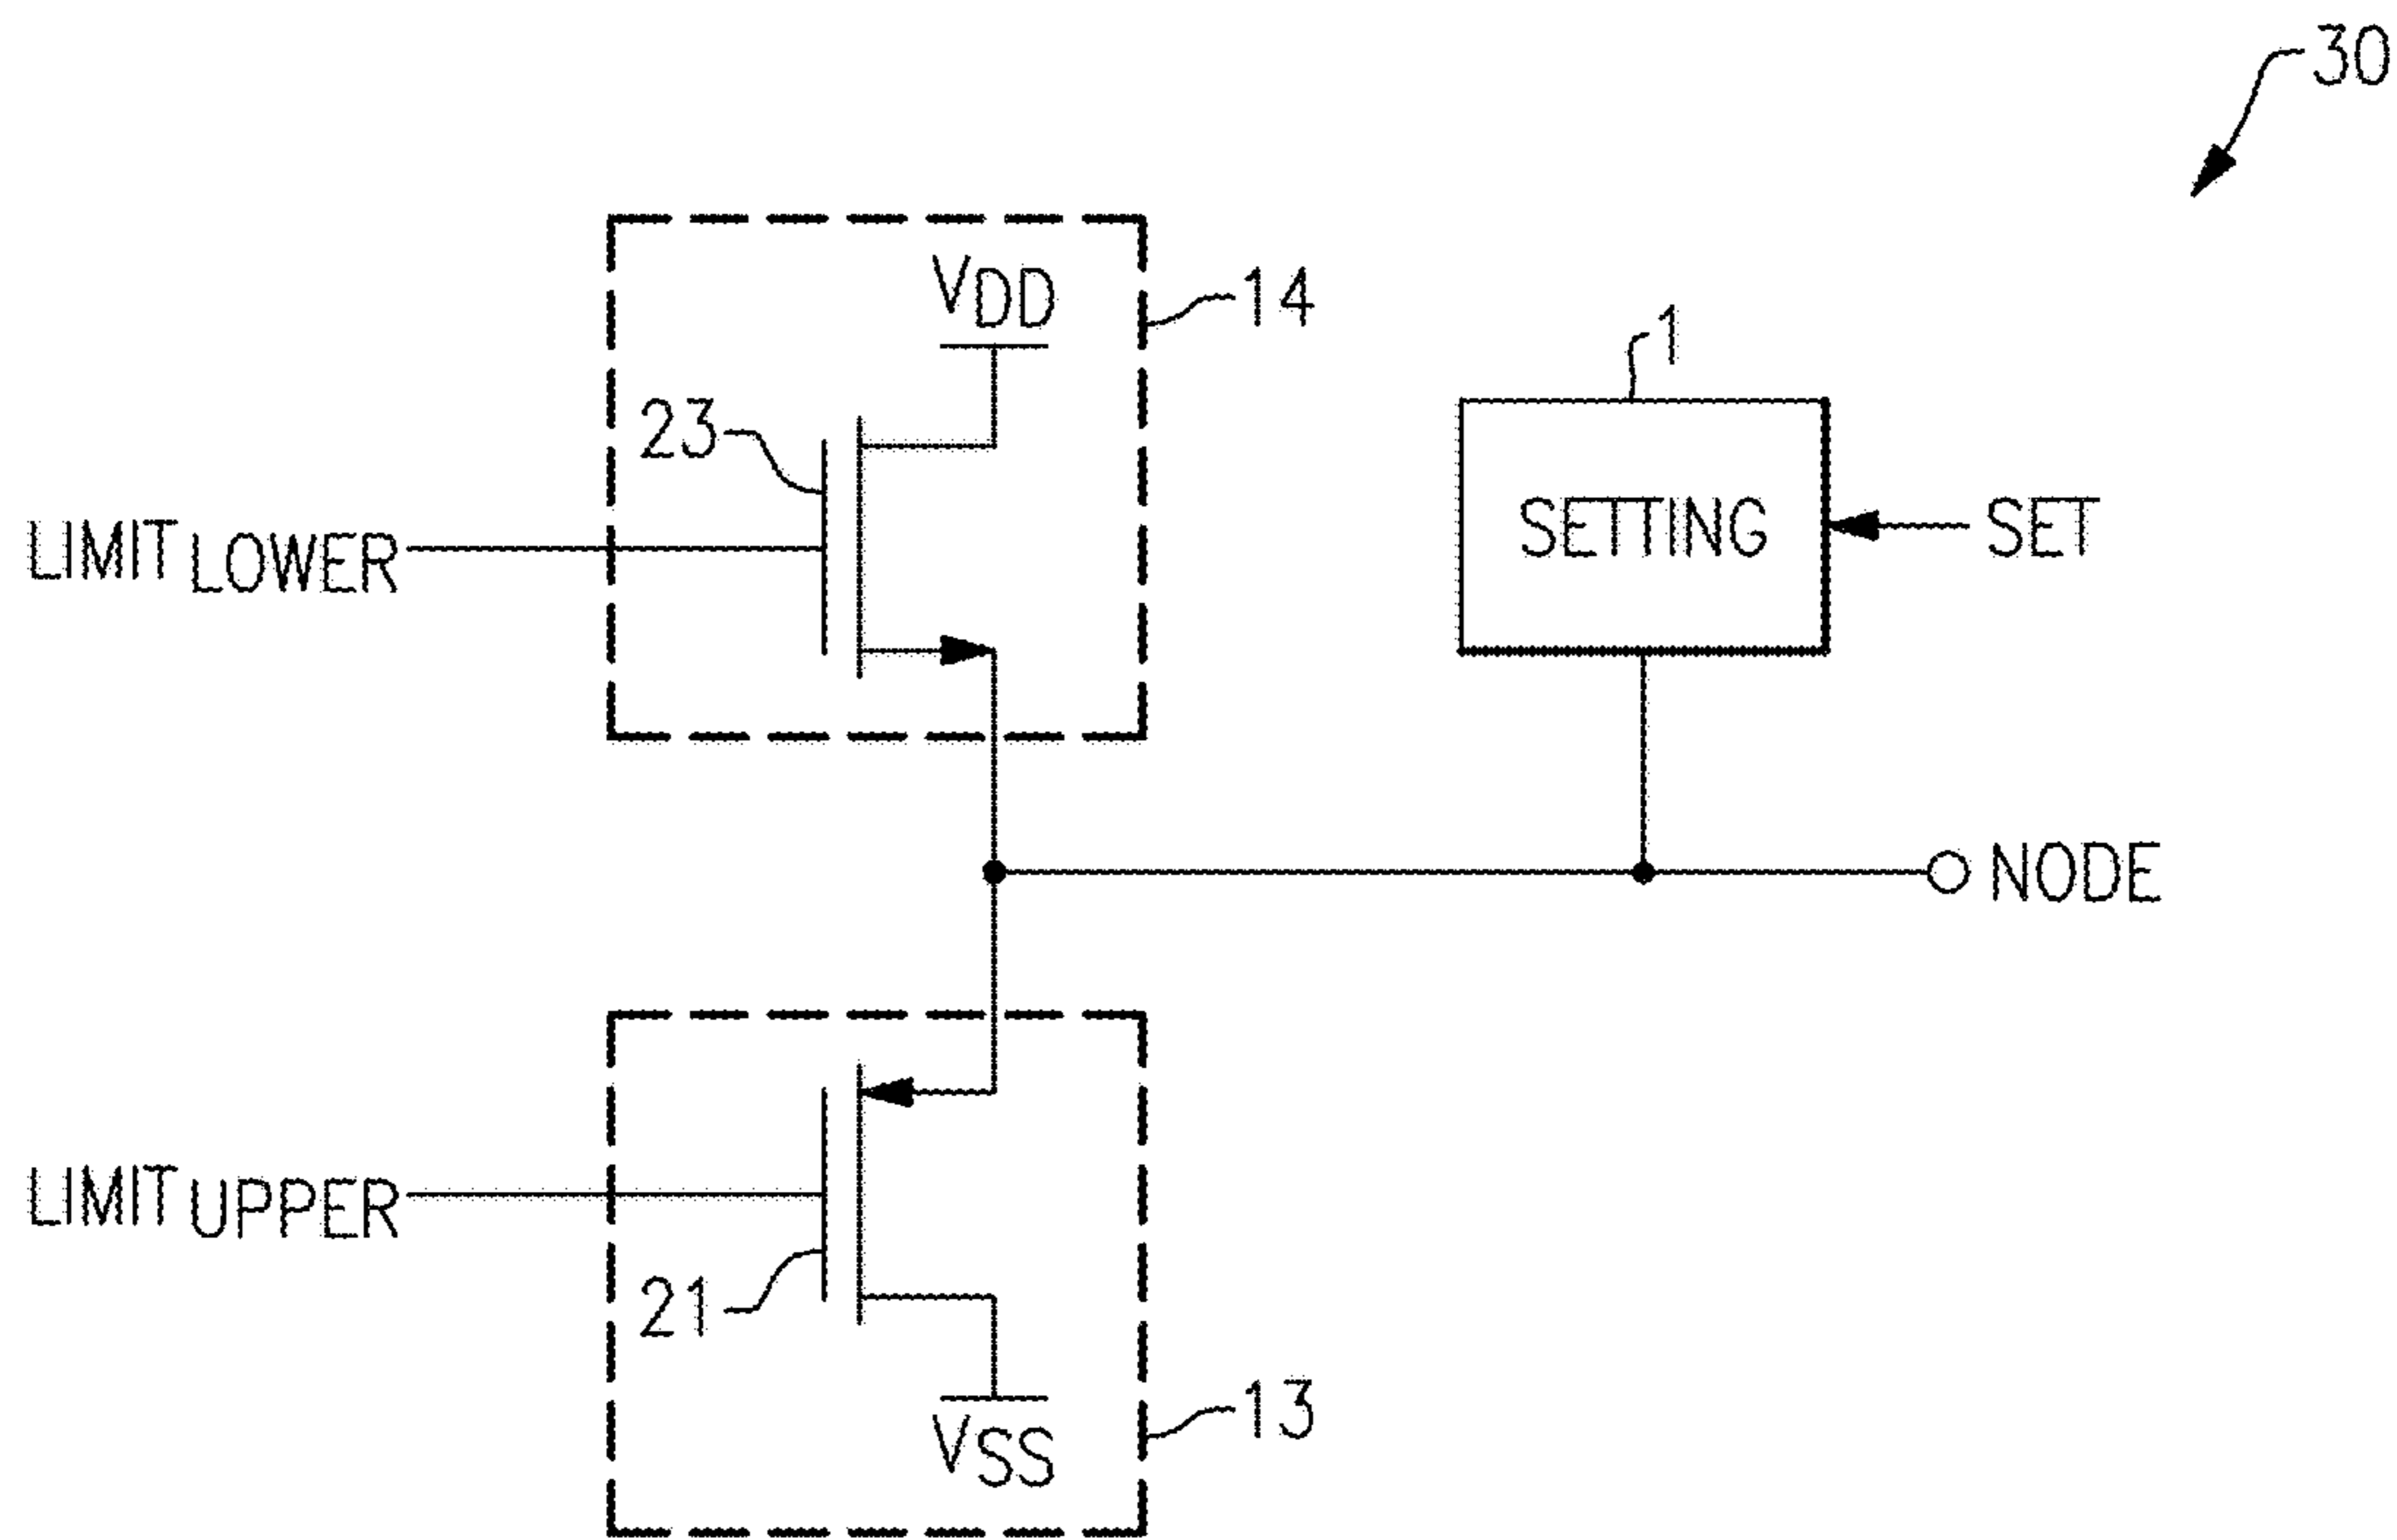 30
VDD
14
1
23
LIMIT LOWER
SETTING
SET
NODE
LIMIT UPPER
21
13
VSS